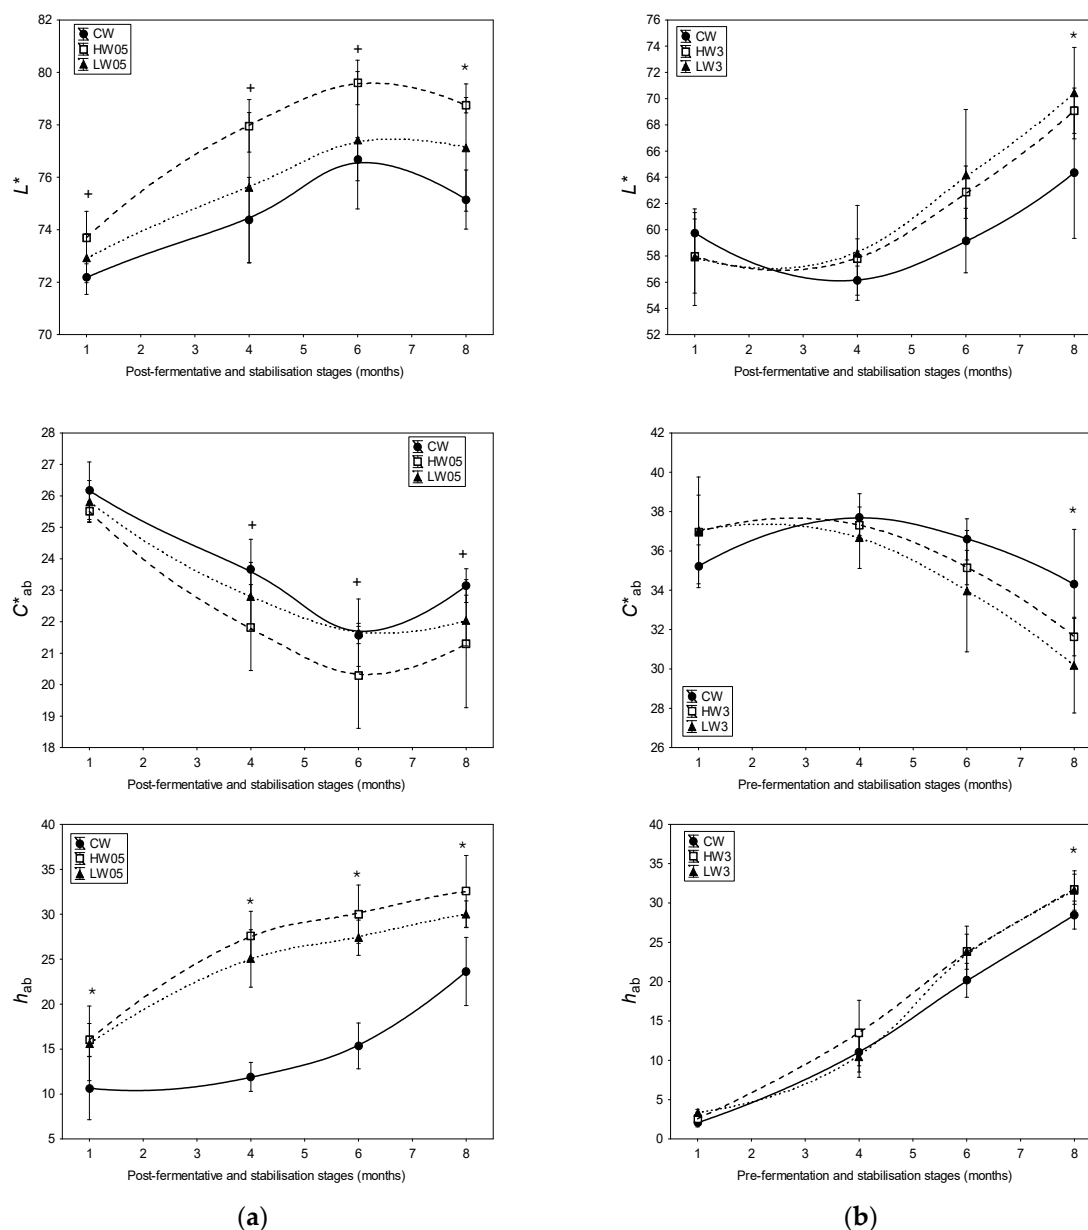 82
80
78
76
74
72
70
L*
CW
HW05
LW05
+
+
+
*
1 2 3 4 5 6 7 8
Post-fermentative and stabilisation stages (months)
76
74
72
70
68
66
64
62
60
58
56
54
52
L*
CW
HW3
LW3
*
1 2 3 4 5 6 7 8
Post-fermentative and stabilisation stages (months)
28
27
26
25
24
23
22
21
20
19
18
C*ab
CW
HW05
LW05
+
+
+
1 2 3 4 5 6 7 8
Post-fermentative and stabilisation stages (months)
42
40
38
36
34
32
30
28
26
C*ab
CW
HW3
LW3
*
1 2 3 4 5 6 7 8
Pre-fermentation and stabilisation stages (months)
40
35
30
25
20
15
10
5
hab
CW
HW05
LW05
*
*
*
*
1 2 3 4 5 6 7 8
Post-fermentative and stabilisation stages (months)
40
35
30
25
20
15
10
5
0
hab
CW
HW3
LW3
*
1 2 3 4 5 6 7 8
Pre-fermentation and stabilisation stages (months)
(a)
(b)